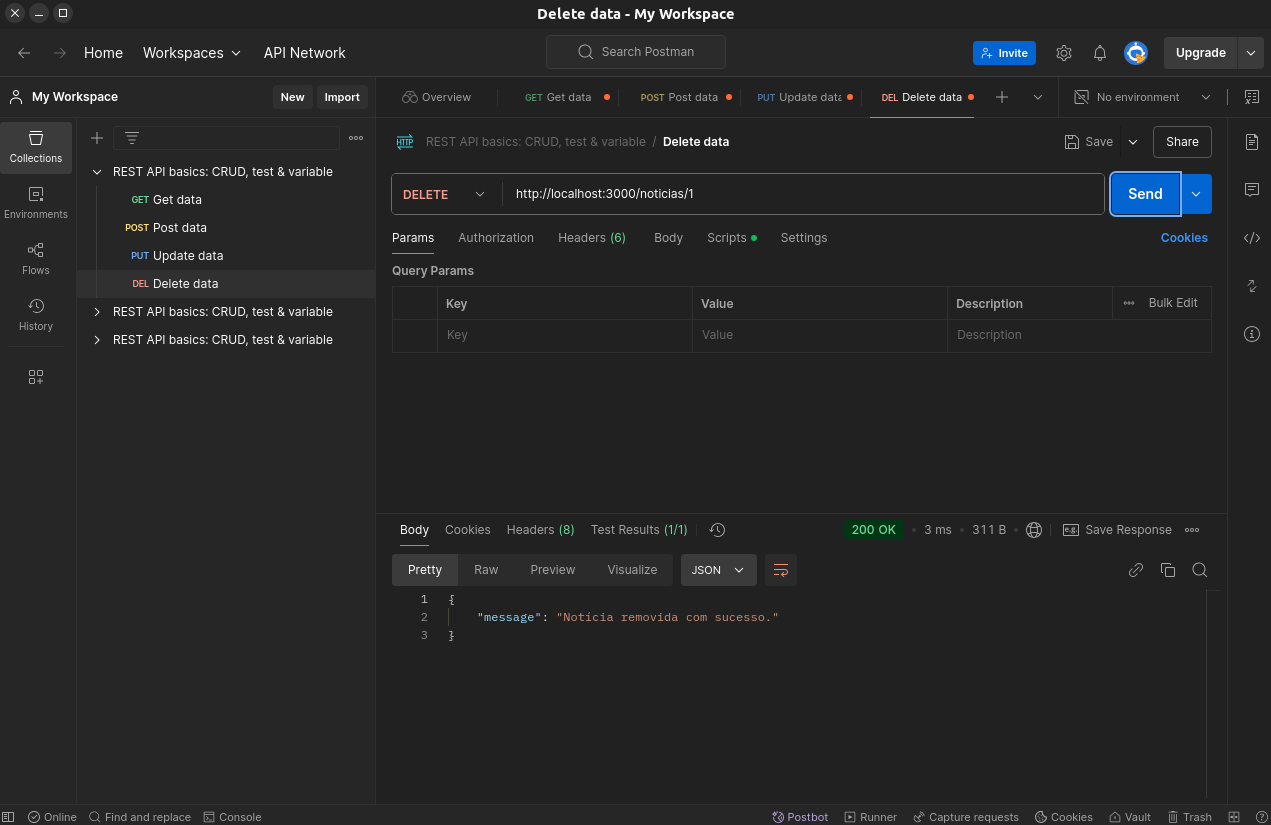 Delete data - My Workspace
Home Workspaces API Network Search Postman Invite Upgrade
My Workspace New Import
Overview GET Get data POST Post data PUT Update data DEL Delete data No environment
Collections
Environments
Flows
History
REST API basics: CRUD, test & variable
GET Get data
POST Post data
PUT Update data
DEL Delete data
REST API basics: CRUD, test & variable
REST API basics: CRUD, test & variable
HTTP REST API basics: CRUD, test & variable / Delete data Save Share
DELETE http://localhost:3000/noticias/1 Send
Params Authorization Headers (6) Body Scripts Settings Cookies
Query Params
Key Value Description Bulk Edit
Key Value Description
Body Cookies Headers (8) Test Results (1/1) 200 OK 3 ms 311 B e.g. Save Response
Pretty Raw Preview Visualize JSON
1 {
2 "message": "Notícia removida com sucesso."
3 }
Online Find and replace Console Postbot Runner Capture requests Cookies Vault Trash